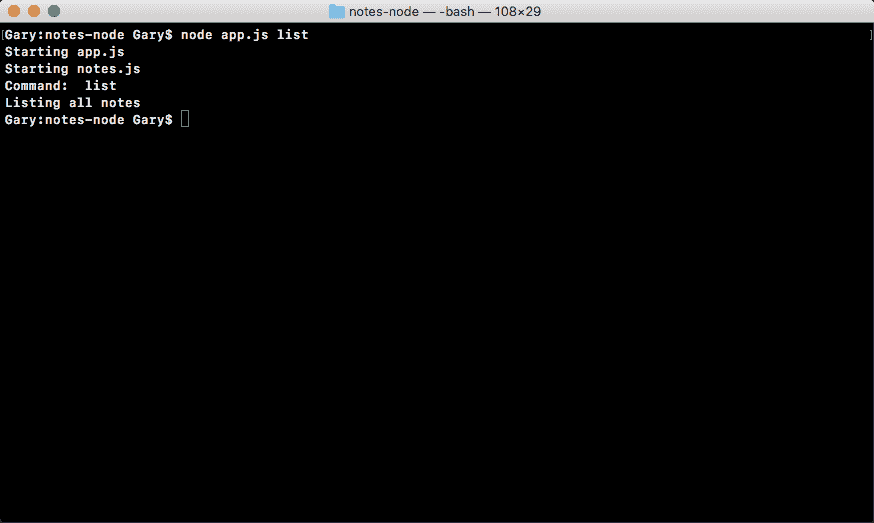 notes-node — -bash — 108×29
[Gary:notes-node Gary$ node app.js list ]
Starting app.js
Starting notes.js
Command:  list
Listing all notes
Gary:notes-node Gary$